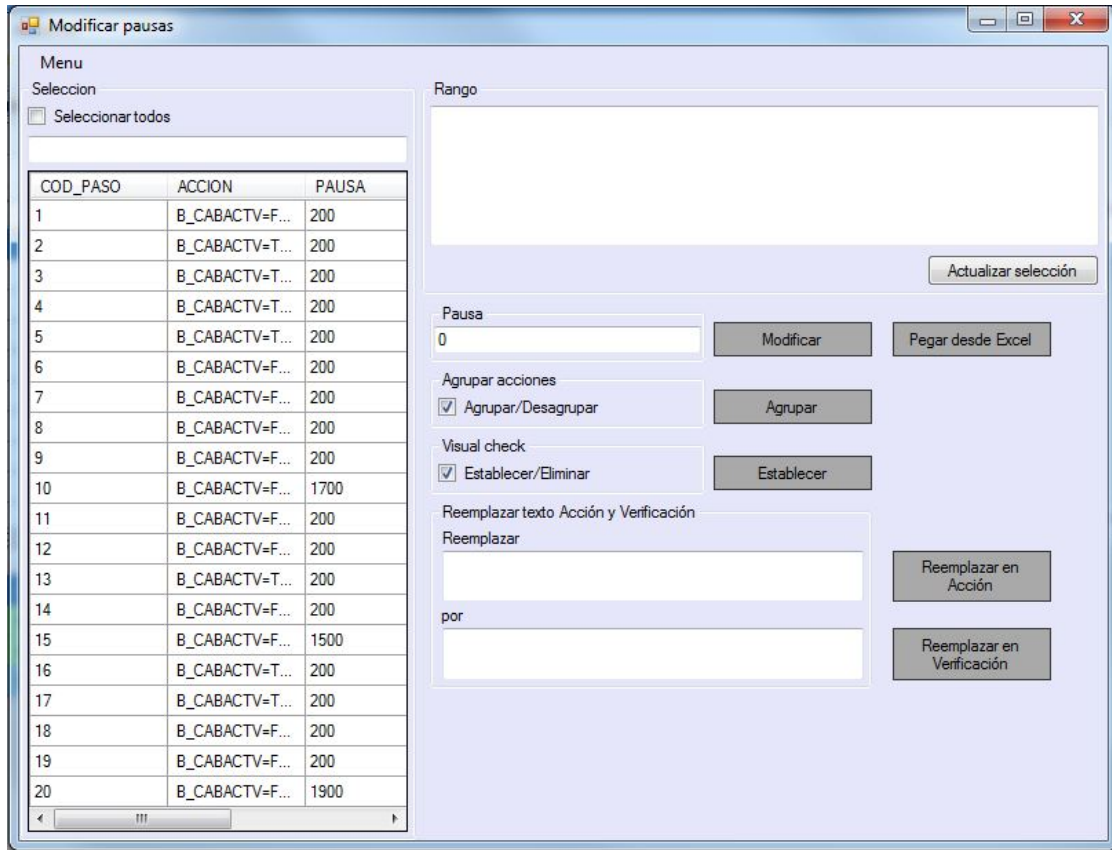 Modificar pausas
Menu
Seleccion
Seleccionar todos
COD_PASO ACCION PAUSA
1 B_CABACTV=F... 200
2 B_CABACTV=T... 200
3 B_CABACTV=T... 200
4 B_CABACTV=T... 200
5 B_CABACTV=T... 200
6 B_CABACTV=F... 200
7 B_CABACTV=F... 200
8 B_CABACTV=F... 200
9 B_CABACTV=F... 200
10 B_CABACTV=F... 1700
11 B_CABACTV=F... 200
12 B_CABACTV=F... 200
13 B_CABACTV=T... 200
14 B_CABACTV=F... 200
15 B_CABACTV=F... 1500
16 B_CABACTV=T... 200
17 B_CABACTV=T... 200
18 B_CABACTV=F... 200
19 B_CABACTV=F... 200
20 B_CABACTV=F... 1900
Rango
Actualizar selección
Pausa
0
Modificar
Pegar desde Excel
Agrupar acciones
Agrupar/Desagrupar
Agrupar
Visual check
Establecer/Eliminar
Establecer
Reemplazar texto Acción y Verificación
Reemplazar
Reemplazar en
Acción
por
Reemplazar en
Verificación